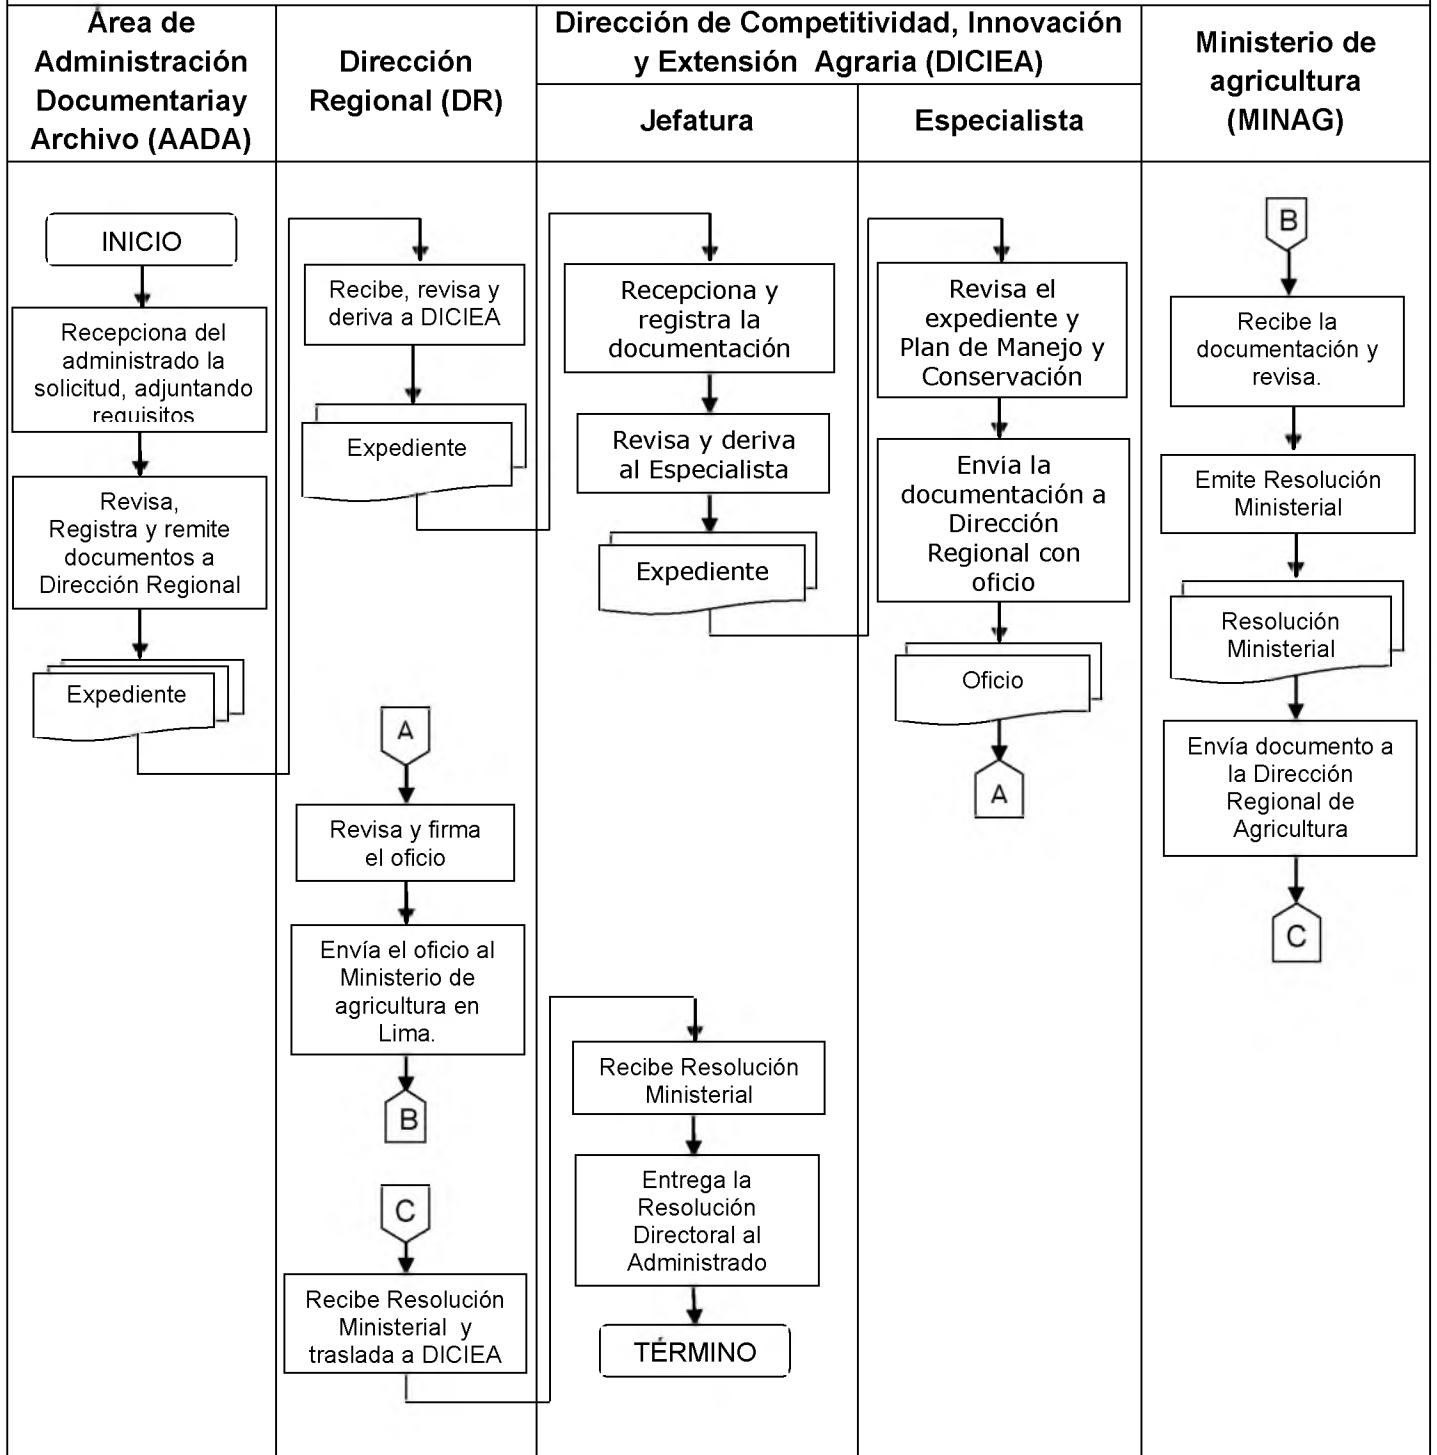 Área de
Administración
Documentariay
Archivo (AADA)
Dirección
Regional (DR)
Dirección de Competitividad, Innovación
y Extensión Agraria (DICIEA)
Jefatura
Especialista
Ministerio de
agricultura
(MINAG)
INICIO
Recepciona del
administrado la
solicitud, adjuntando
requisitos
Revisa,
Registra y remite
documentos a
Dirección Regional
Expediente
Recibe, revisa y
deriva a DICIEA
Expediente
A
Revisa y firma
el oficio
Envía el oficio al
Ministerio de
agricultura en
Lima.
B
C
Recibe Resolución
Ministerial y
traslada a DICIEA
Recepciona y
registra la
documentación
Revisa y deriva
al Especialista
Expediente
Recibe Resolución
Ministerial
Entrega la
Resolución
Directoral al
Administrado
TÉRMINO
Revisa el
expediente y
Plan de Manejo y
Conservación
Envía la
documentación a
Dirección
Regional con
oficio
Oficio
A
B
Recibe la
documentación y
revisa.
Emite Resolución
Ministerial
Resolución
Ministerial
Envía documento a
la Dirección
Regional de
Agricultura
C